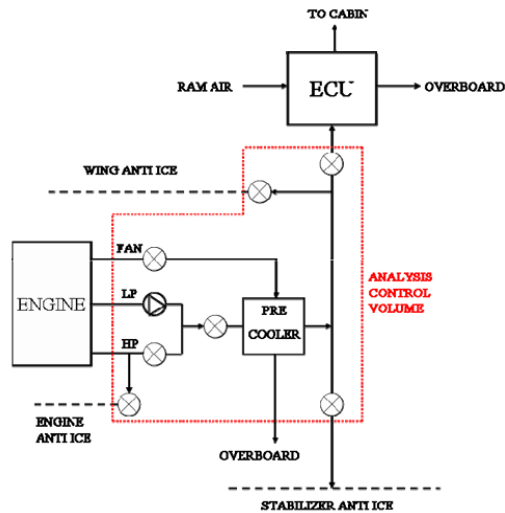 TO CABIN
RAM AIR
ECU
OVERBOARD
WING ANTI ICE
FAN
ENGINE
LP
PRE
COOLER
HP
ANALYSIS
CONTROL
VOLUME
ENGINE
ANTI ICE
OVERBOARD
STABILIZER ANTI ICE